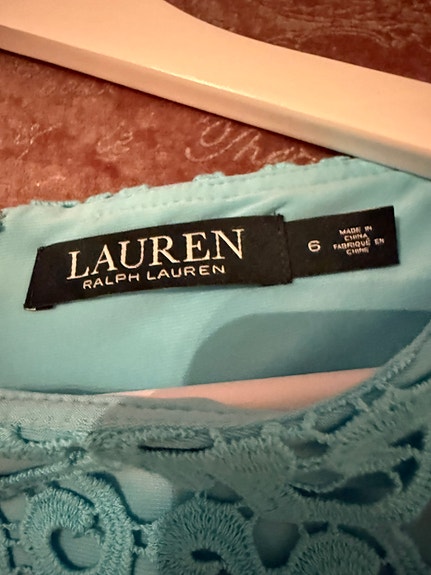 LAUREN
RALPH LAUREN
6
MADE IN
CHINA
FABRIQUÉ EN
CHINE